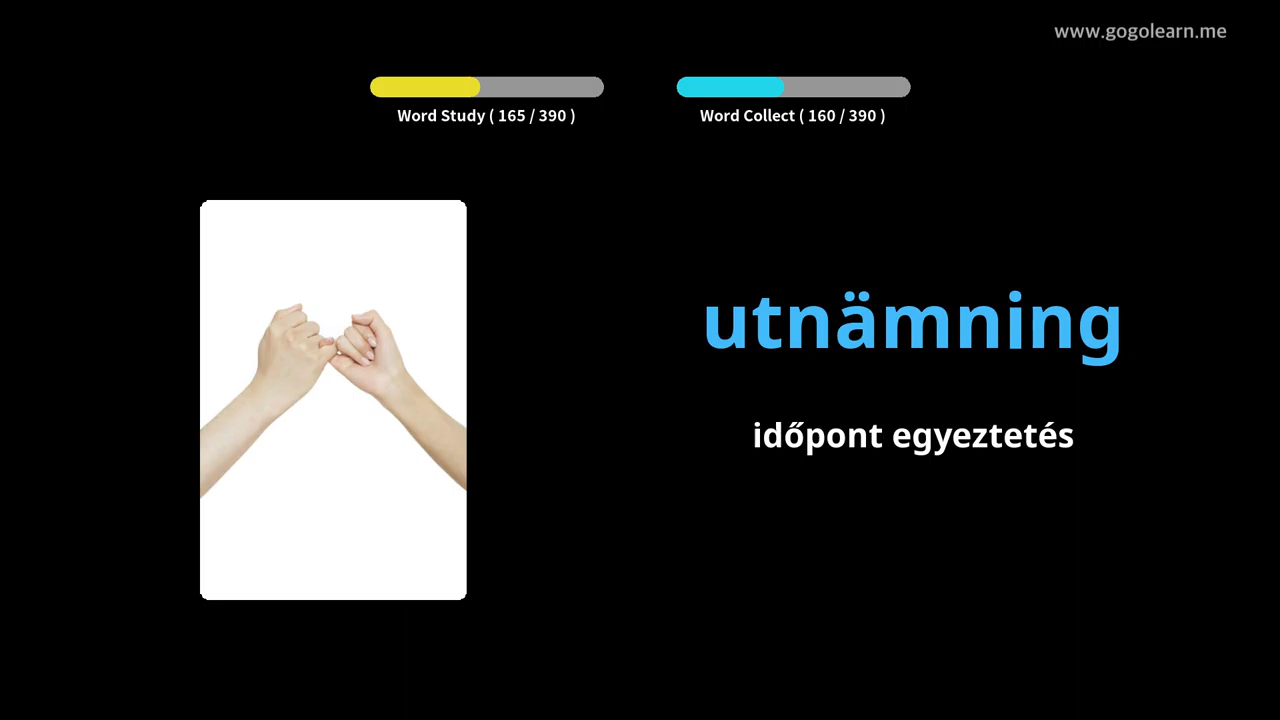 www.gogolearn.me
Word Study ( 165 / 390 )
Word Collect ( 160 / 390 )
utnämning
időpont egyeztetés